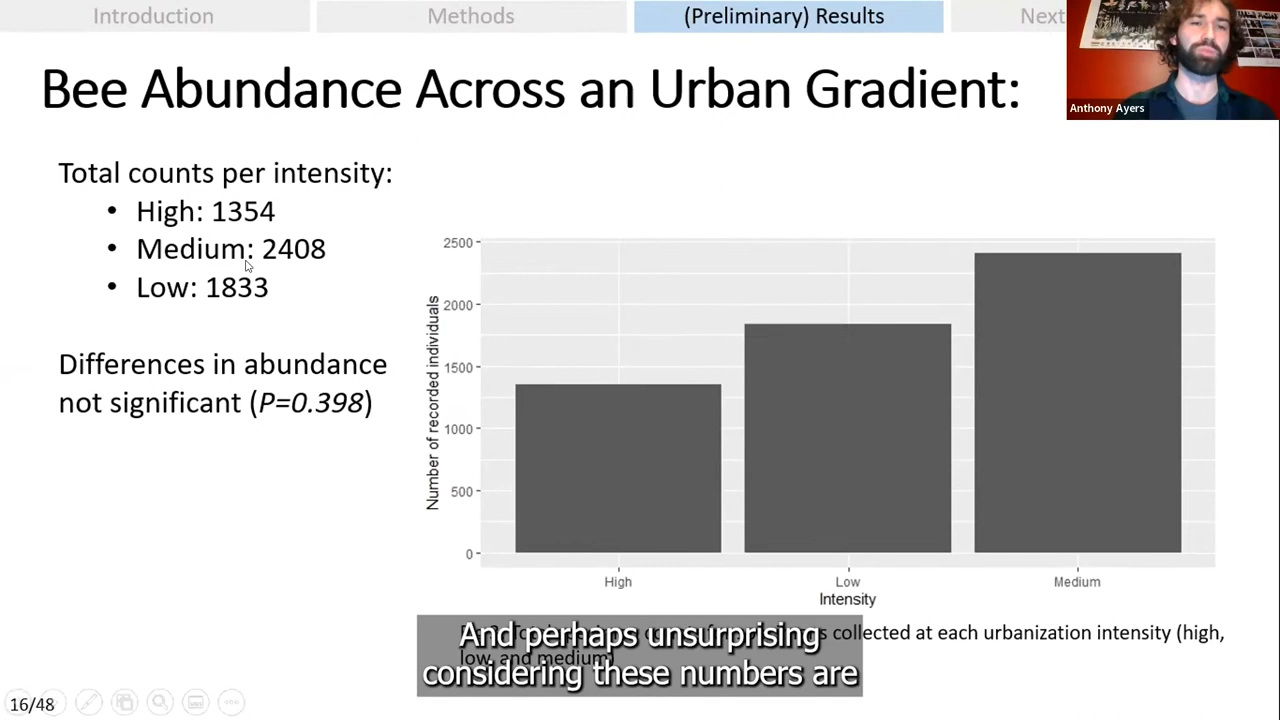 Introduction
Methods
(Preliminary) Results
Next
Anthony Ayers
Bee Abundance Across an Urban Gradient:
Total counts per intensity:
• High: 1354
• Medium: 2408
• Low: 1833
Differences in abundance
not significant (P=0.398)
Number of recorded individuals
2500
2000
1500
1000
500
0
High
Low
Medium
Intensity
collected at each urbanization intensity (high,
low, and medium)
And perhaps unsurprising
considering these numbers are
16/48